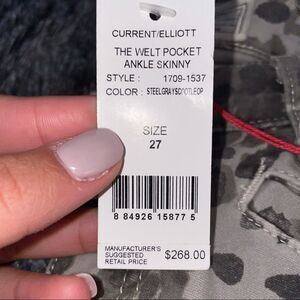 CURRENT/ELLIOTT
THE WELT POCKET
ANKLE SKINNY
STYLE : 1709-1537
COLOR : STEELGRAYSDOTLEOP
SIZE
27
8 84926 15877 5
MANUFACTURER'S
SUGGESTED
RETAIL PRICE
$268.00